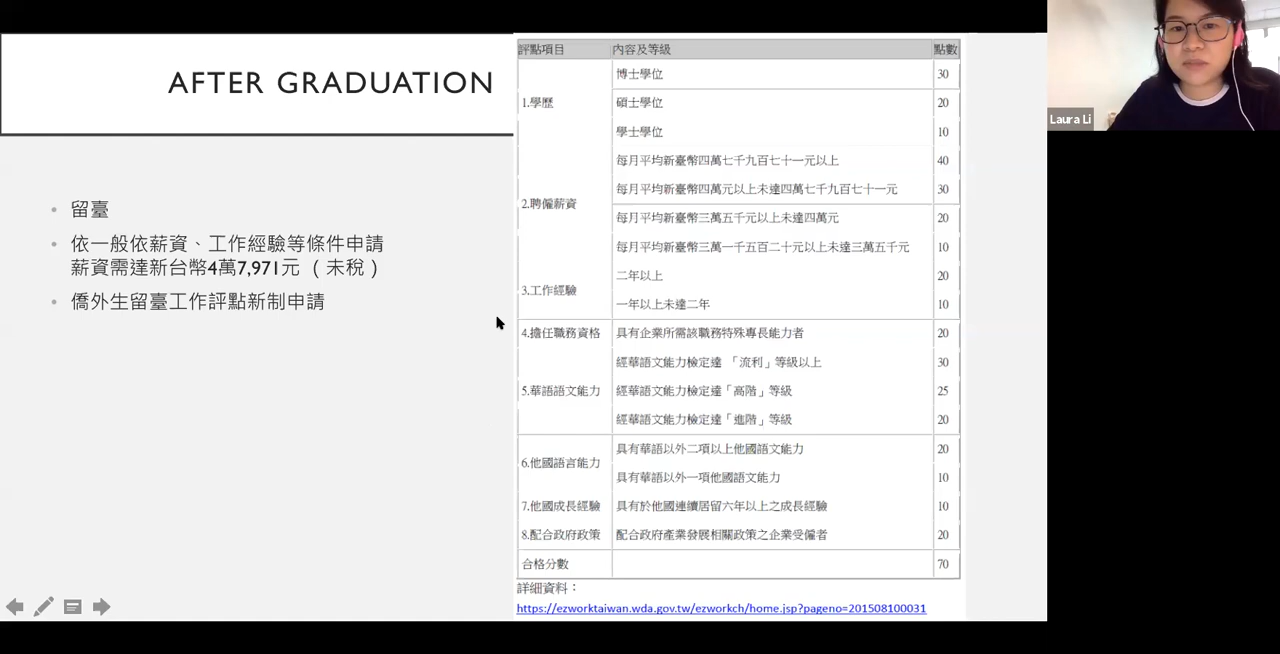 AFTER GRADUATION
留臺
依一般依薪資、工作經驗等條件申請
薪資需達新台幣4萬7,971元 （未稅）
僑外生留臺工作評點新制申請
評點項目 內容及等級 點數
1.學歷
博士學位 30
碩士學位 20
學士學位 10
2.聘僱薪資
每月平均新臺幣四萬七千九百七十一元以上 40
每月平均新臺幣四萬元以上未達四萬七千九百七十一元 30
每月平均新臺幣三萬五千元以上未達四萬元 20
每月平均新臺幣三萬一千五百二十元以上未達三萬五千元 10
3.工作經驗
二年以上 20
一年以上未達二年 10
4.擔任職務資格 具有企業所需該職務特殊專長能力者 20
5.華語語文能力
經華語文能力檢定達 「流利」等級以上 30
經華語文能力檢定達「高階」等級 25
經華語文能力檢定達「進階」等級 20
6.他國語言能力
具有華語以外二項以上他國語文能力 20
具有華語以外一項他國語文能力 10
7.他國成長經驗 具有於他國連續居留六年以上之成長經驗 10
8.配合政府政策 配合政府產業發展相關政策之企業受僱者 20
合格分數 70
詳細資料：
https://ezworktaiwan.wda.gov.tw/ezworkch/home.jsp?pageno=201508100031
Laura Li